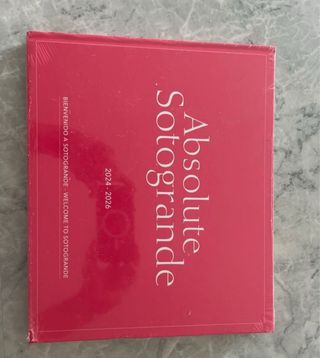 Absolute
Sotogrande
2024 - 2026
BIENVENIDO A SOTOGRANDE · WELCOME TO SOTOGRANDE